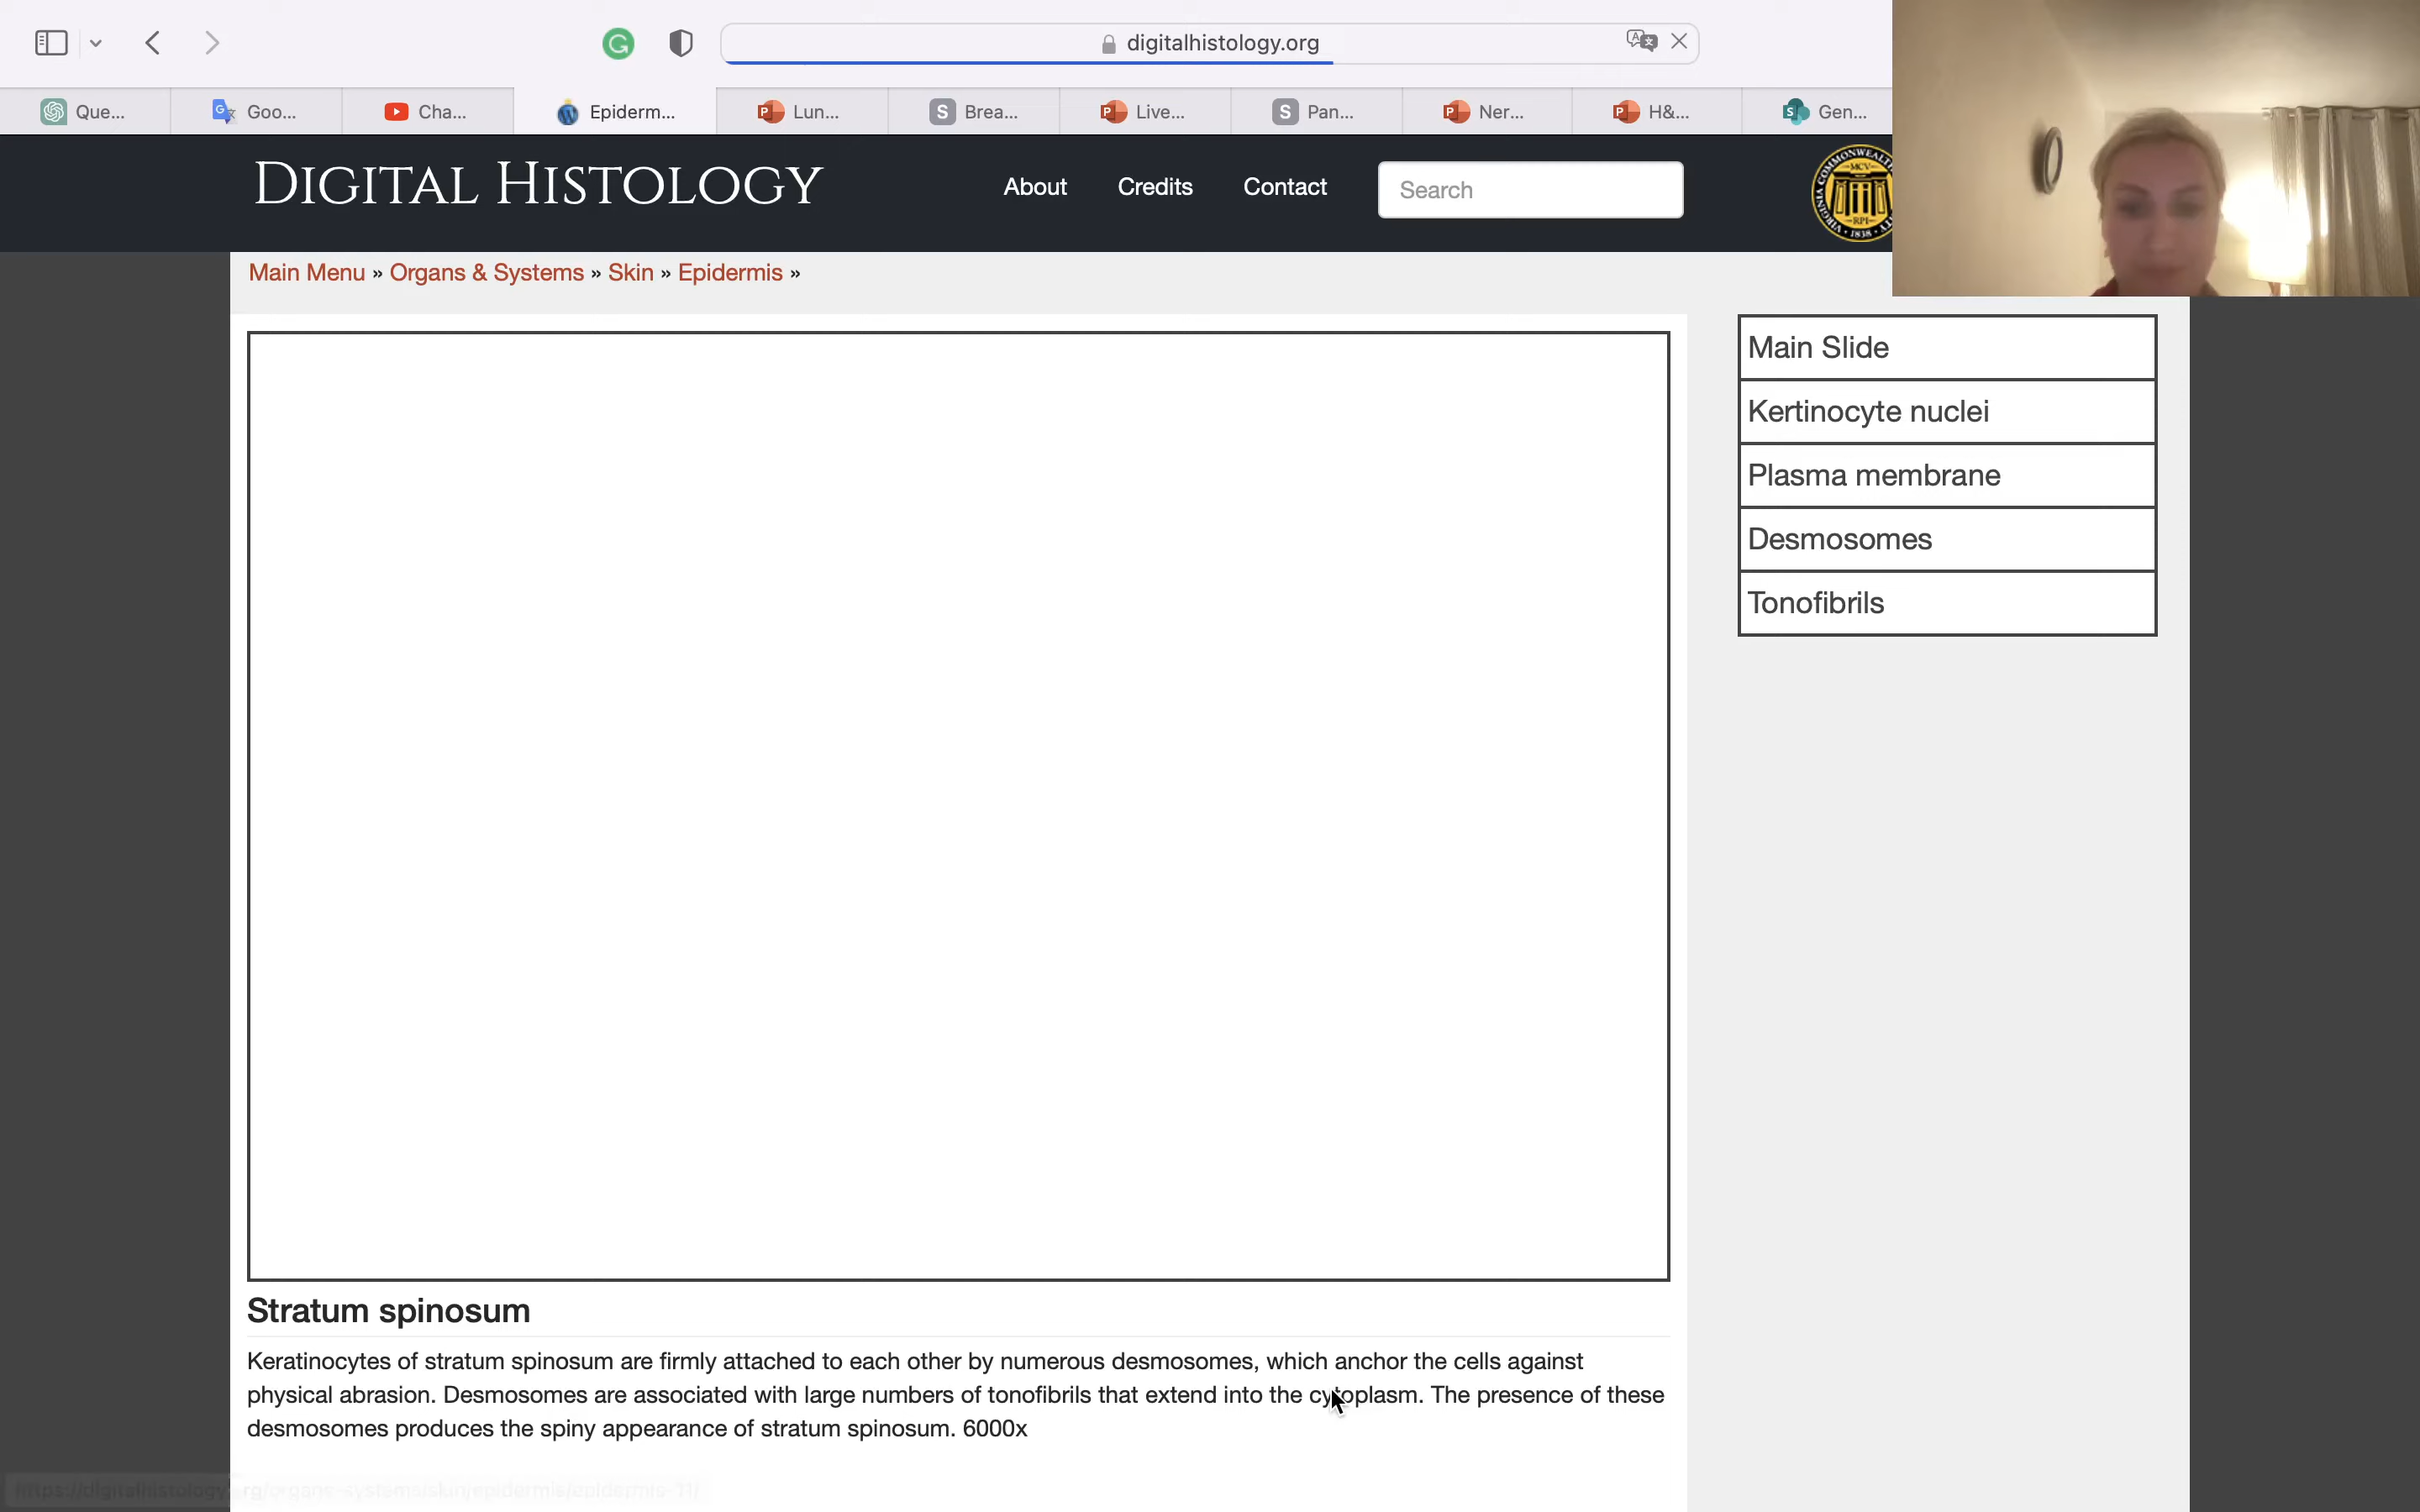 digitalhistology.org
Que... Goo... Cha... Epiderm... Lun... Brea... Live... Pan... Ner... H&... Gen...
DIGITAL HISTOLOGY About Credits Contact Search
Main Menu » Organs & Systems » Skin » Epidermis »
Main Slide
Kertinocyte nuclei
Plasma membrane
Desmosomes
Tonofibrils
Stratum spinosum
Keratinocytes of stratum spinosum are firmly attached to each other by numerous desmosomes, which anchor the cells against
physical abrasion. Desmosomes are associated with large numbers of tonofibrils that extend into the cytoplasm. The presence of these
desmosomes produces the spiny appearance of stratum spinosum. 6000x